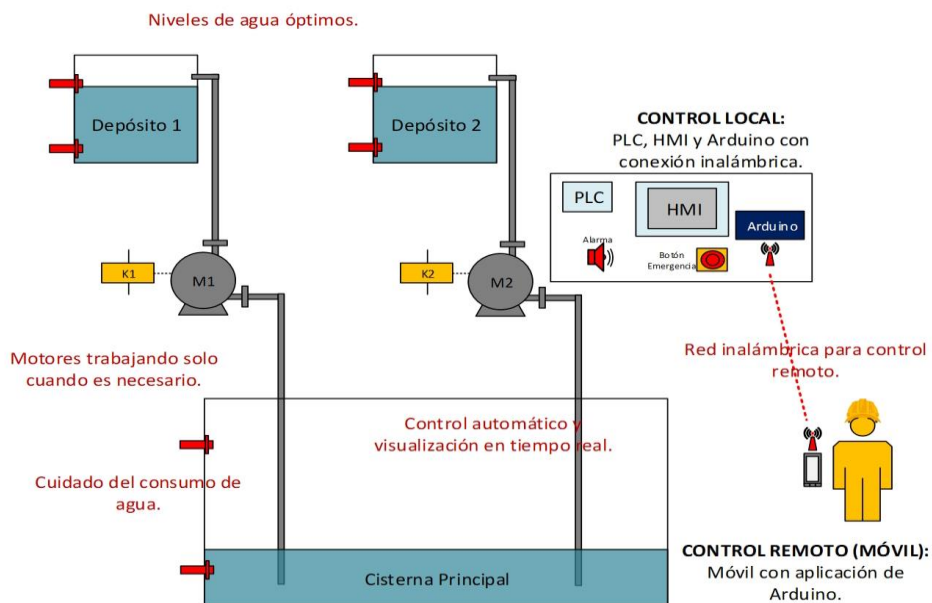 Niveles de agua óptimos.
Depósito 1
Depósito 2
CONTROL LOCAL:
PLC, HMI y Arduino con
conexión inalámbrica.
PLC
HMI
Arduino
Alarma
Botón
Emergencia
K1
M1
K2
M2
Motores trabajando solo
cuando es necesario.
Red inalámbrica para control
remoto.
Control automático y
visualización en tiempo real.
Cuidado del consumo de
agua.
Cisterna Principal
CONTROL REMOTO (MÓVIL):
Móvil con aplicación de
Arduino.